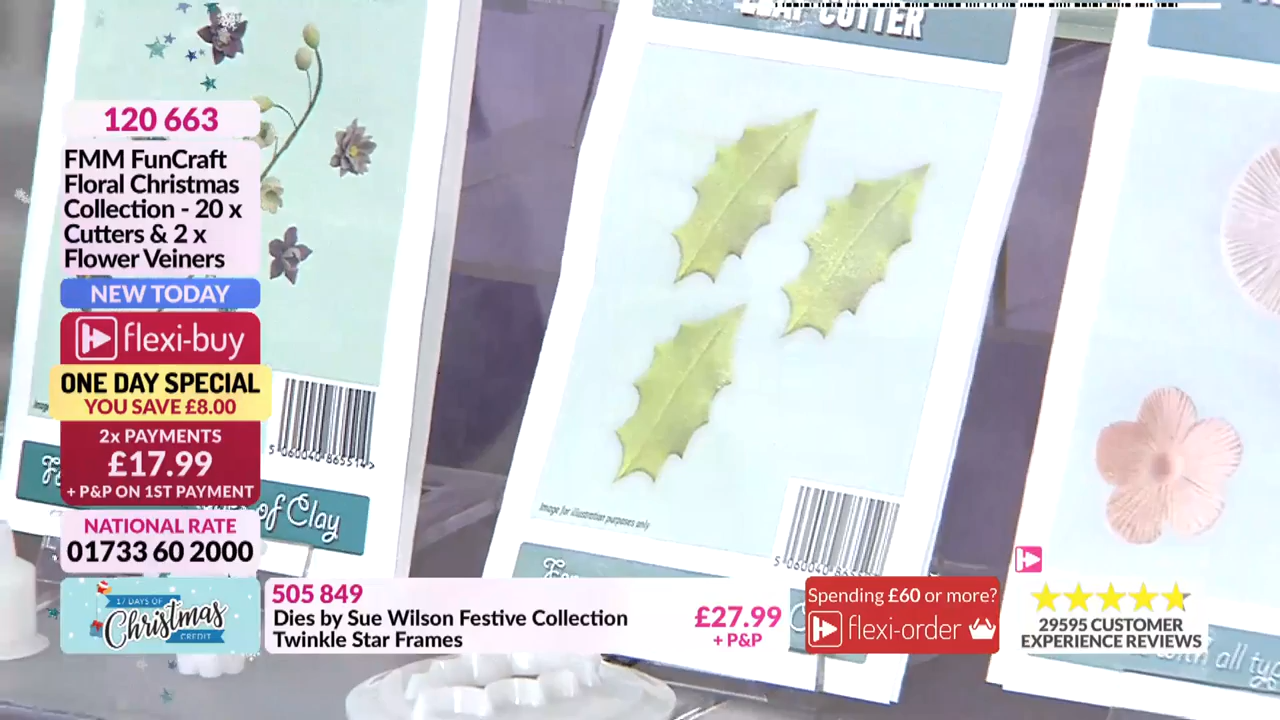 LEAF CUTTER
120 663
FMM FunCraft
Floral Christmas
Collection - 20 x
Cutters & 2 x
Flower Veiners
NEW TODAY
flexi-buy
ONE DAY SPECIAL
YOU SAVE £8.00
2x PAYMENTS
£17.99
+ P&P ON 1ST PAYMENT
NATIONAL RATE
01733 60 2000
of Clay
Image for illustration purposes only
17 DAYS OF
Christmas
CREDIT
505 849
Dies by Sue Wilson Festive Collection
Twinkle Star Frames
£27.99
+ P&P
Spending £60 or more?
flexi-order
29595 CUSTOMER
EXPERIENCE REVIEWS
with all